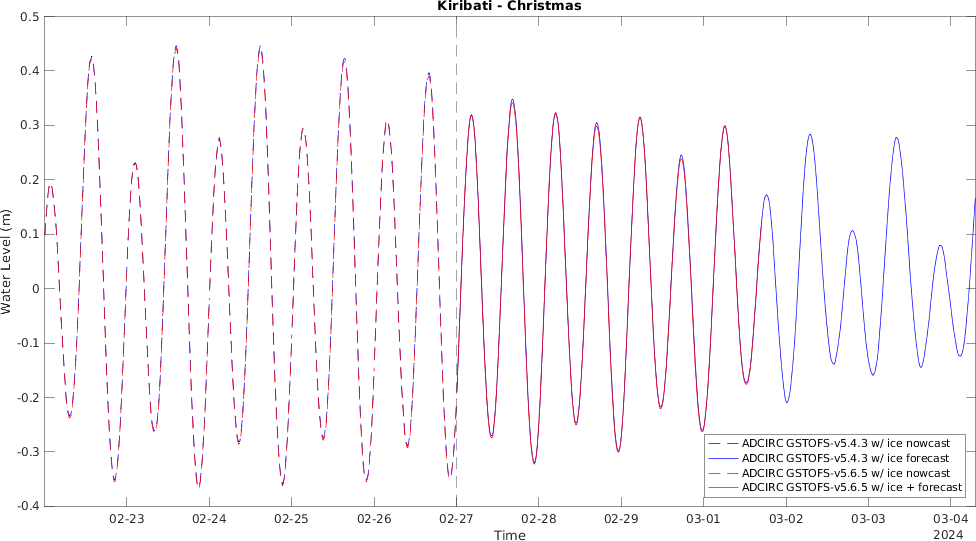 Kiribati - Christmas
0.5
0.4
0.3
0.2
0.1
0
-0.1
-0.2
-0.3
-0.4
Water Level (m)
ADCIRC GSTOFS-v5.4.3 w/ ice nowcast
ADCIRC GSTOFS-v5.4.3 w/ ice forecast
ADCIRC GSTOFS-v5.6.5 w/ ice nowcast
ADCIRC GSTOFS-v5.6.5 w/ ice + forecast
02-23 02-24 02-25 02-26 02-27 02-28 02-29 03-01 03-02 03-03 03-04
Time 2024